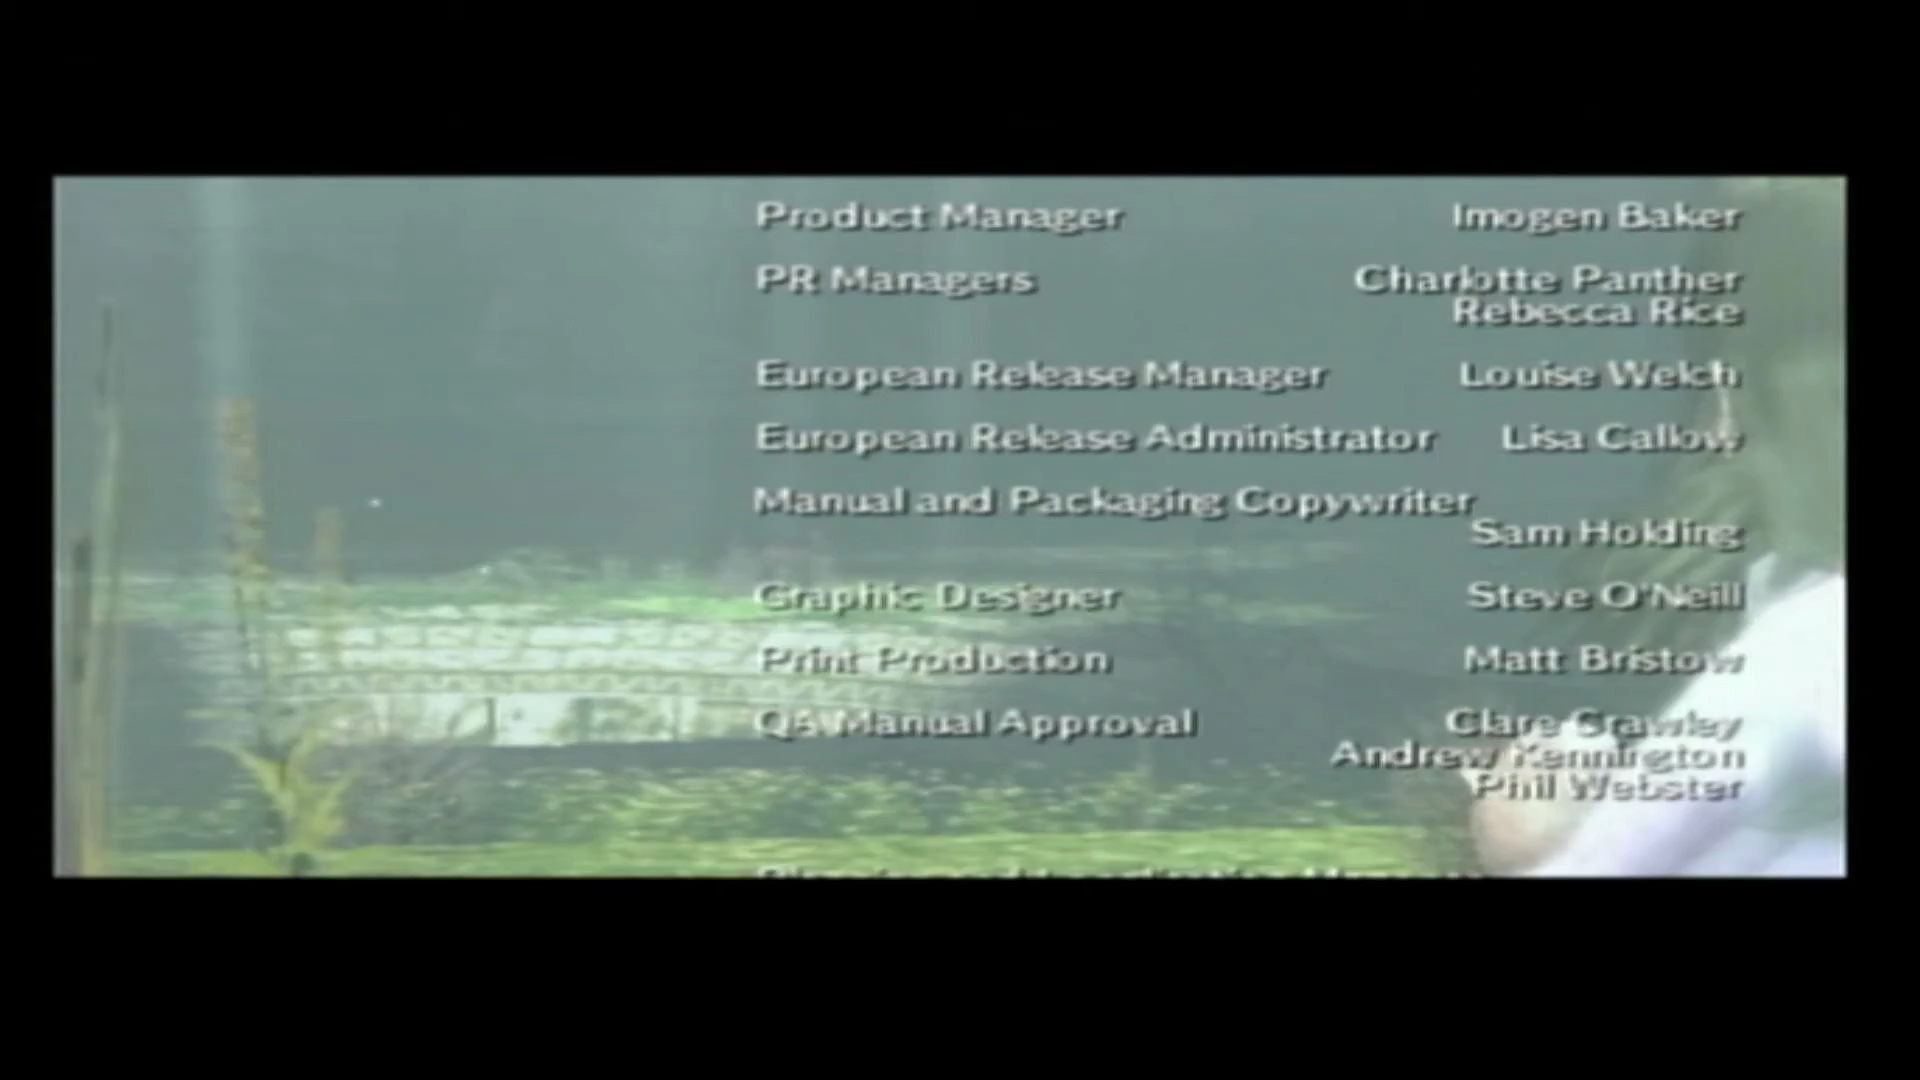 Product Manager Imogen Baker
PR Managers Charlotte Panther
Rebecca Rice
European Release Manager Louise Welch
European Release Administrator Lisa Callow
Manual and Packaging Copywriter
Sam Holding
Graphic Designer Steve O'Neill
Print Production Matt Bristow
QA Manual Approval Clare Crawley
Andrew Kennington
Phil Webster